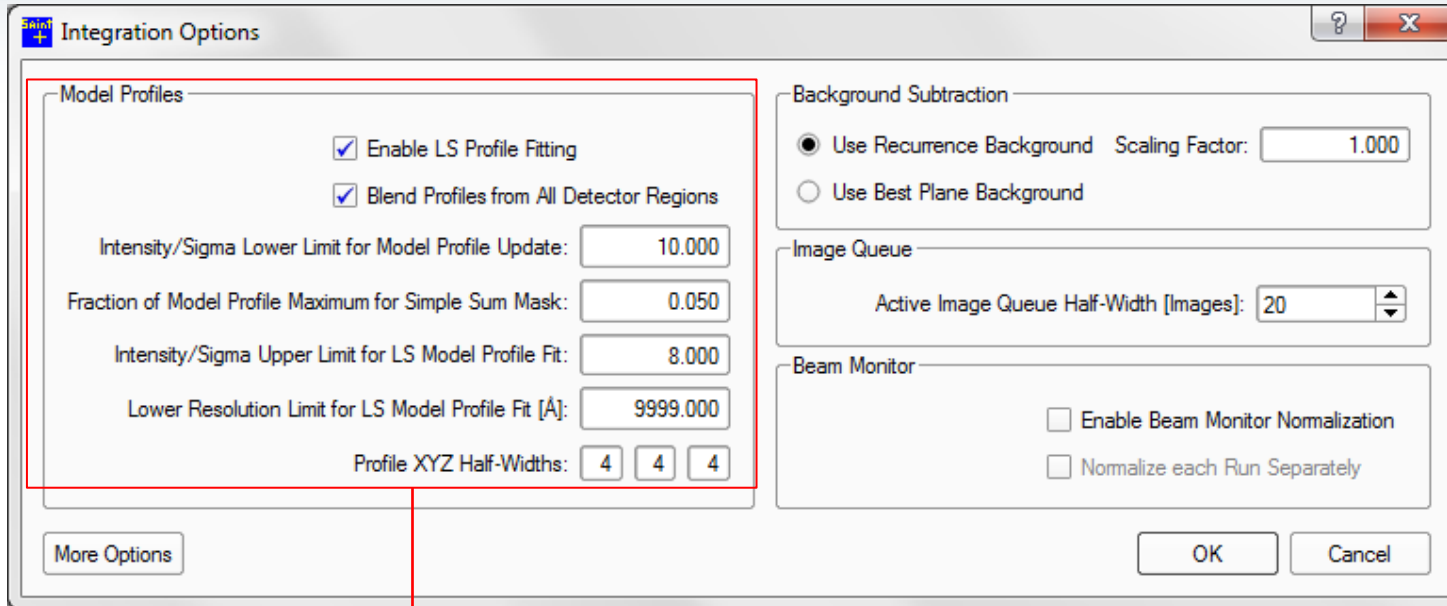 SAint
+
Integration Options
?
X
Model Profiles
Enable LS Profile Fitting
Blend Profiles from All Detector Regions
Intensity/Sigma Lower Limit for Model Profile Update: 10.000
Fraction of Model Profile Maximum for Simple Sum Mask: 0.050
Intensity/Sigma Upper Limit for LS Model Profile Fit: 8.000
Lower Resolution Limit for LS Model Profile Fit [Å]: 9999.000
Profile XYZ Half-Widths: 4 4 4
Background Subtraction
Use Recurrence Background Scaling Factor: 1.000
Use Best Plane Background
Image Queue
Active Image Queue Half-Width [Images]: 20
Beam Monitor
Enable Beam Monitor Normalization
Normalize each Run Separately
More Options
OK
Cancel